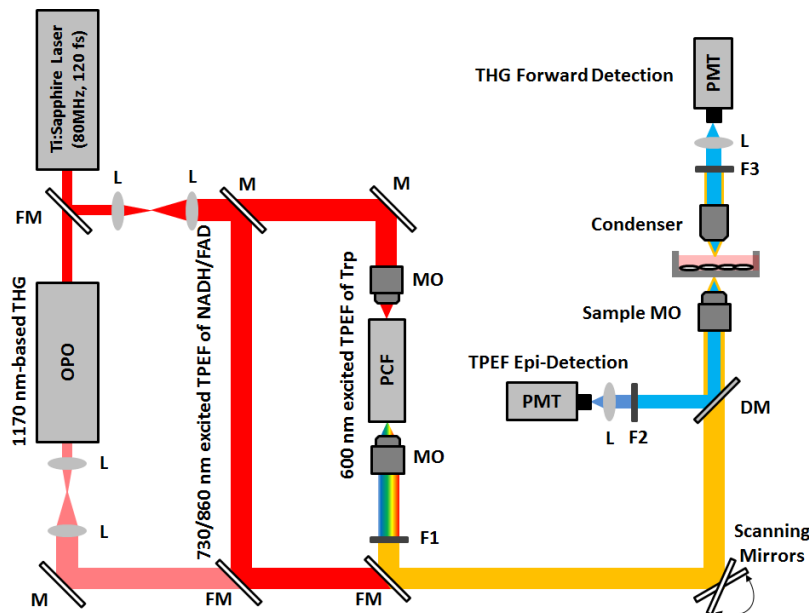 Ti:Sapphire Laser
(80MHz, 120 fs)
L
L
M
M
FM
MO
1170 nm-based THG
OPO
730/860 nm excited TPEF of NADH/FAD
600 nm excited TPEF of Trp
PCF
MO
L
L
F1
M
FM
FM
THG Forward Detection
PMT
L
F3
Condenser
Sample MO
TPEF Epi-Detection
PMT
L
F2
DM
Scanning
Mirrors